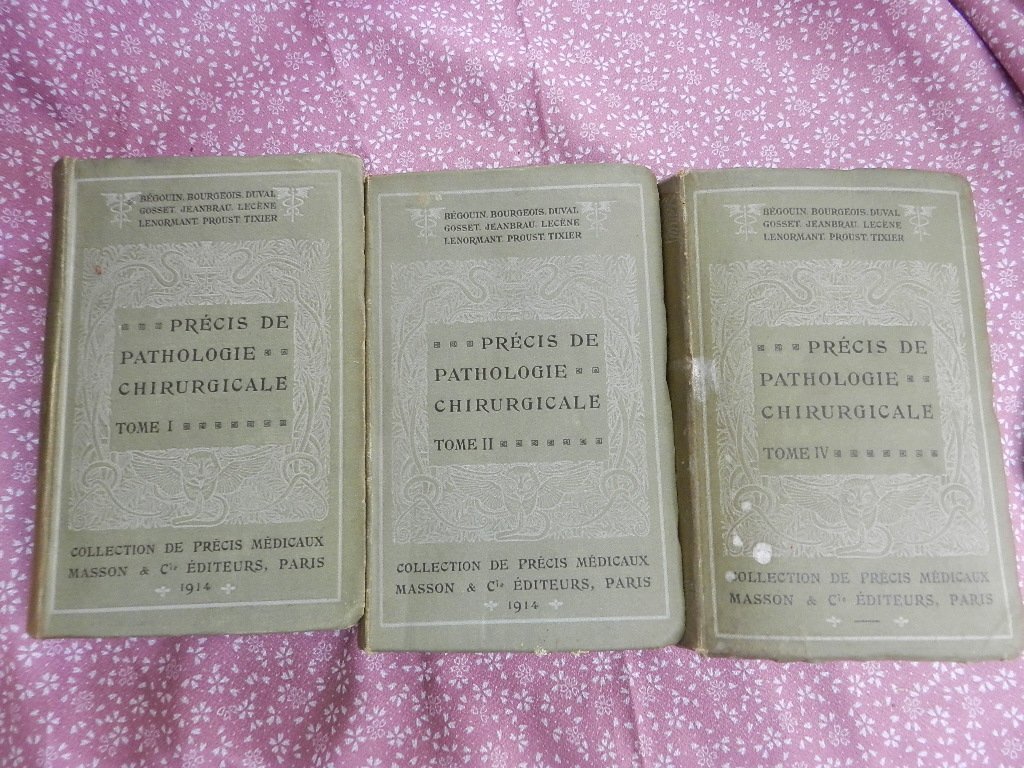 BÉGOUIN. BOURGEOIS. DUVAL
GOSSET. JEANBRAU. LECÈNE
LENORMANT. PROUST. TIXIER
PRÉCIS DE
PATHOLOGIE
CHIRURGICALE
TOME I
COLLECTION DE PRÉCIS MÉDICAUX
MASSON & Cie ÉDITEURS, PARIS
1914
BÉGOUIN. BOURGEOIS. DUVAL
GOSSET. JEANBRAU. LECÈNE
LENORMANT. PROUST. TIXIER
PRÉCIS DE
PATHOLOGIE
CHIRURGICALE
TOME II
COLLECTION DE PRÉCIS MÉDICAUX
MASSON & Cie ÉDITEURS, PARIS
1914
BÉGOUIN. BOURGEOIS. DUVAL
GOSSET. JEANBRAU. LECÈNE
LENORMANT. PROUST. TIXIER
PRÉCIS DE
PATHOLOGIE
CHIRURGICALE
TOME IV
COLLECTION DE PRÉCIS MÉDICAUX
MASSON & Cie ÉDITEURS, PARIS